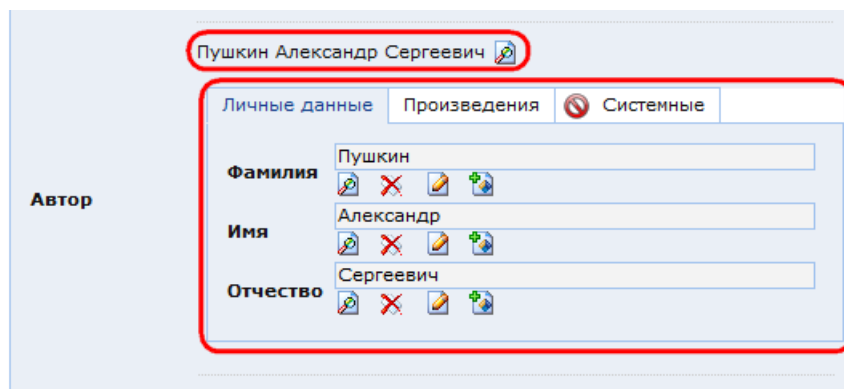 Пушкин Александр Сергеевич
Личные данные Произведения Системные
Автор
Фамилия Пушкин
Имя Александр
Отчество Сергеевич